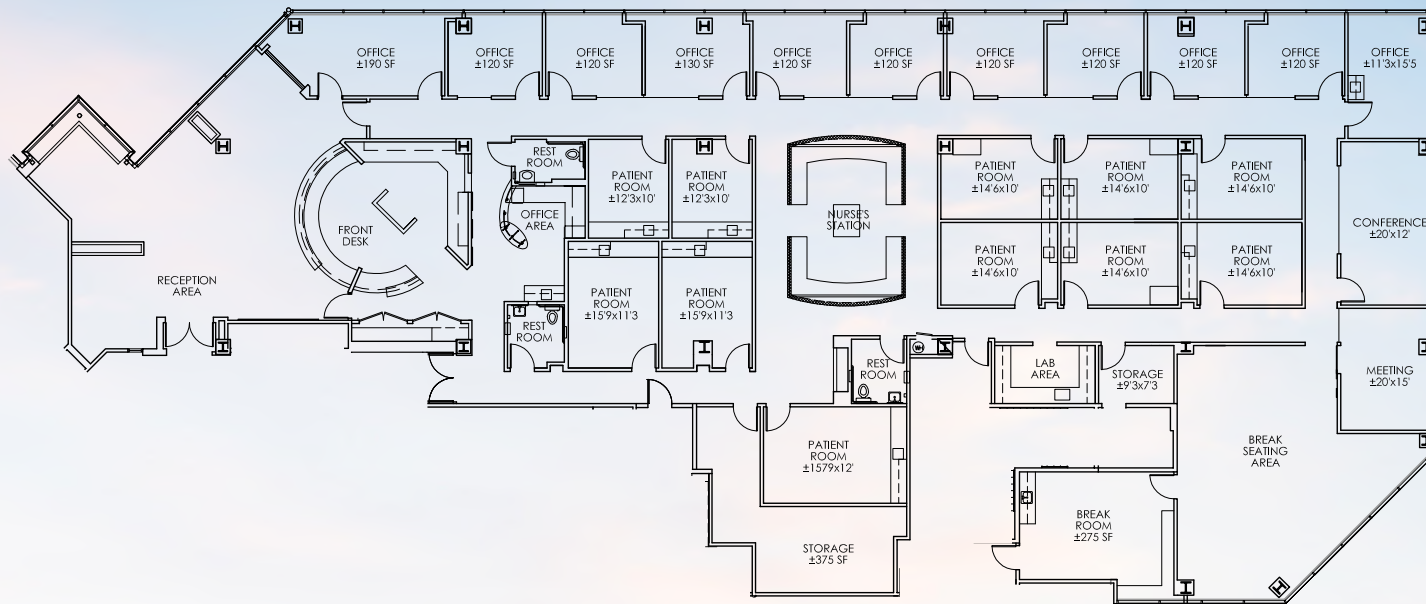 OFFICE
±190 SF
OFFICE
±120 SF
OFFICE
±120 SF
OFFICE
±130 SF
OFFICE
±120 SF
OFFICE
±120 SF
OFFICE
±120 SF
OFFICE
±120 SF
OFFICE
±120 SF
OFFICE
±120 SF
OFFICE
±11'3x15'5
REST
ROOM
PATIENT
ROOM
±12'3x10'
PATIENT
ROOM
±12'3x10'
PATIENT
ROOM
±14'6x10'
PATIENT
ROOM
±14'6x10'
PATIENT
ROOM
±14'6x10'
OFFICE
AREA
FRONT
DESK
NURSE'S
STATION
CONFERENCE
±20'x12'
PATIENT
ROOM
±14'6x10'
PATIENT
ROOM
±14'6x10'
PATIENT
ROOM
±14'6x10'
RECEPTION
AREA
PATIENT
ROOM
±15'9x11'3
PATIENT
ROOM
±15'9x11'3
REST
ROOM
REST
ROOM
LAB
AREA
STORAGE
±9'3x7'3
MEETING
±20'x15'
PATIENT
ROOM
±1579x12'
BREAK
SEATING
AREA
BREAK
ROOM
±275 SF
STORAGE
±375 SF